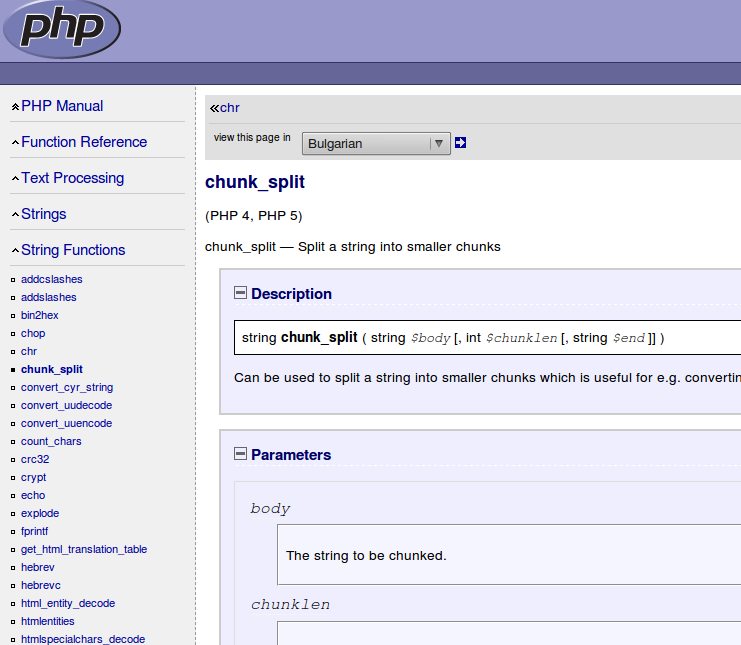 php
PHP Manual
Function Reference
Text Processing
Strings
String Functions
addcslashes
addslashes
bin2hex
chop
chr
chunk_split
convert_cyr_string
convert_uudecode
convert_uuencode
count_chars
crc32
crypt
echo
explode
fprintf
get_html_translation_table
hebrev
hebrevc
html_entity_decode
htmlentities
htmlspecialchars_decode
«chr
view this page in Bulgarian
chunk_split
(PHP 4, PHP 5)
chunk_split — Split a string into smaller chunks
Description
string chunk_split ( string $body [, int $chunklen [, string $end ]] )
Can be used to split a string into smaller chunks which is useful for e.g. convertin
Parameters
body
The string to be chunked.
chunklen